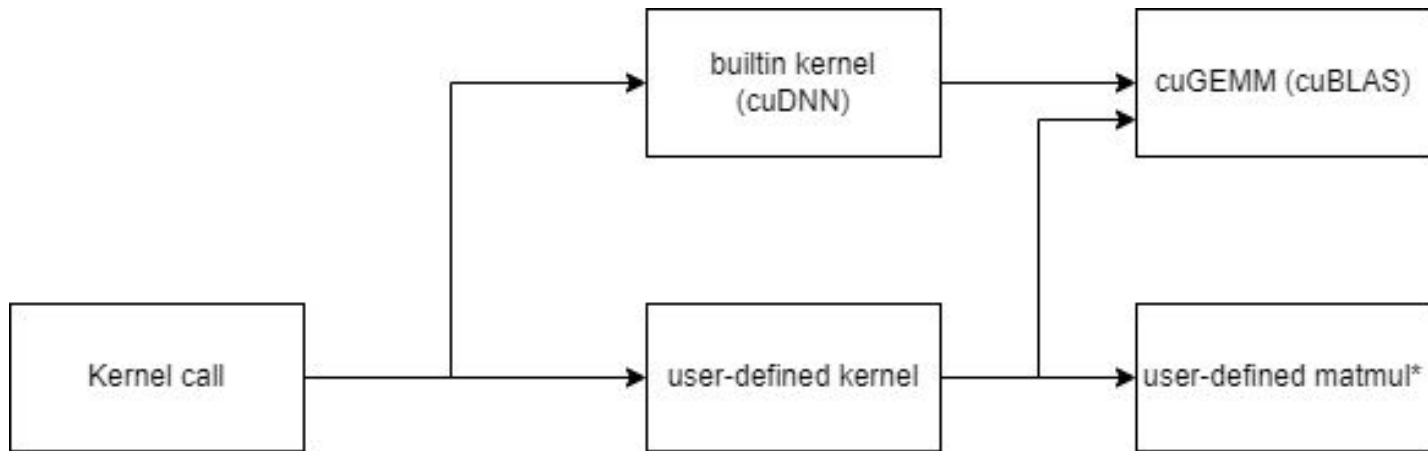 builtin kernel
(cuDNN)
cuGEMM (cuBLAS)
Kernel call
user-defined kernel
user-defined matmul*